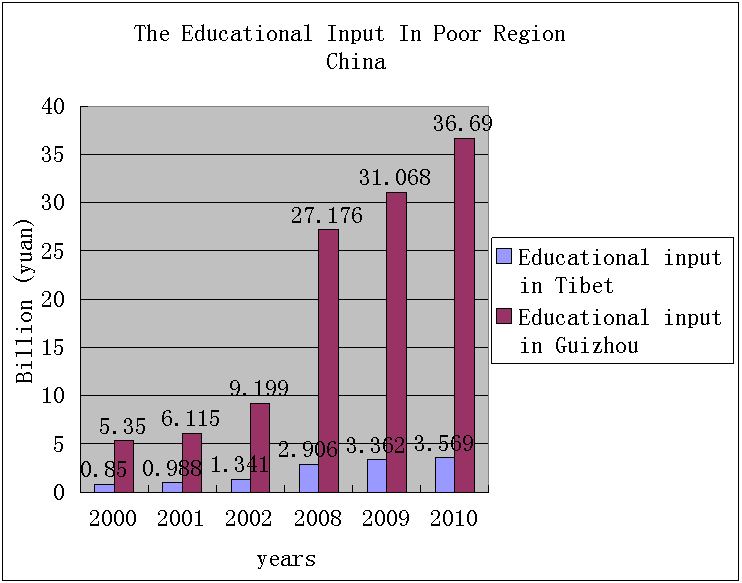 The Educational Input In Poor Region
China
40
35
30
25
20
15
10
5
0
Billion (yuan)
0.85
5.35
0.988
6.115
1.341
9.199
2.906
27.176
3.362
31.068
3.569
36.69
2000 2001 2002 2008 2009 2010
years
Educational input
in Tibet
Educational input
in Guizhou